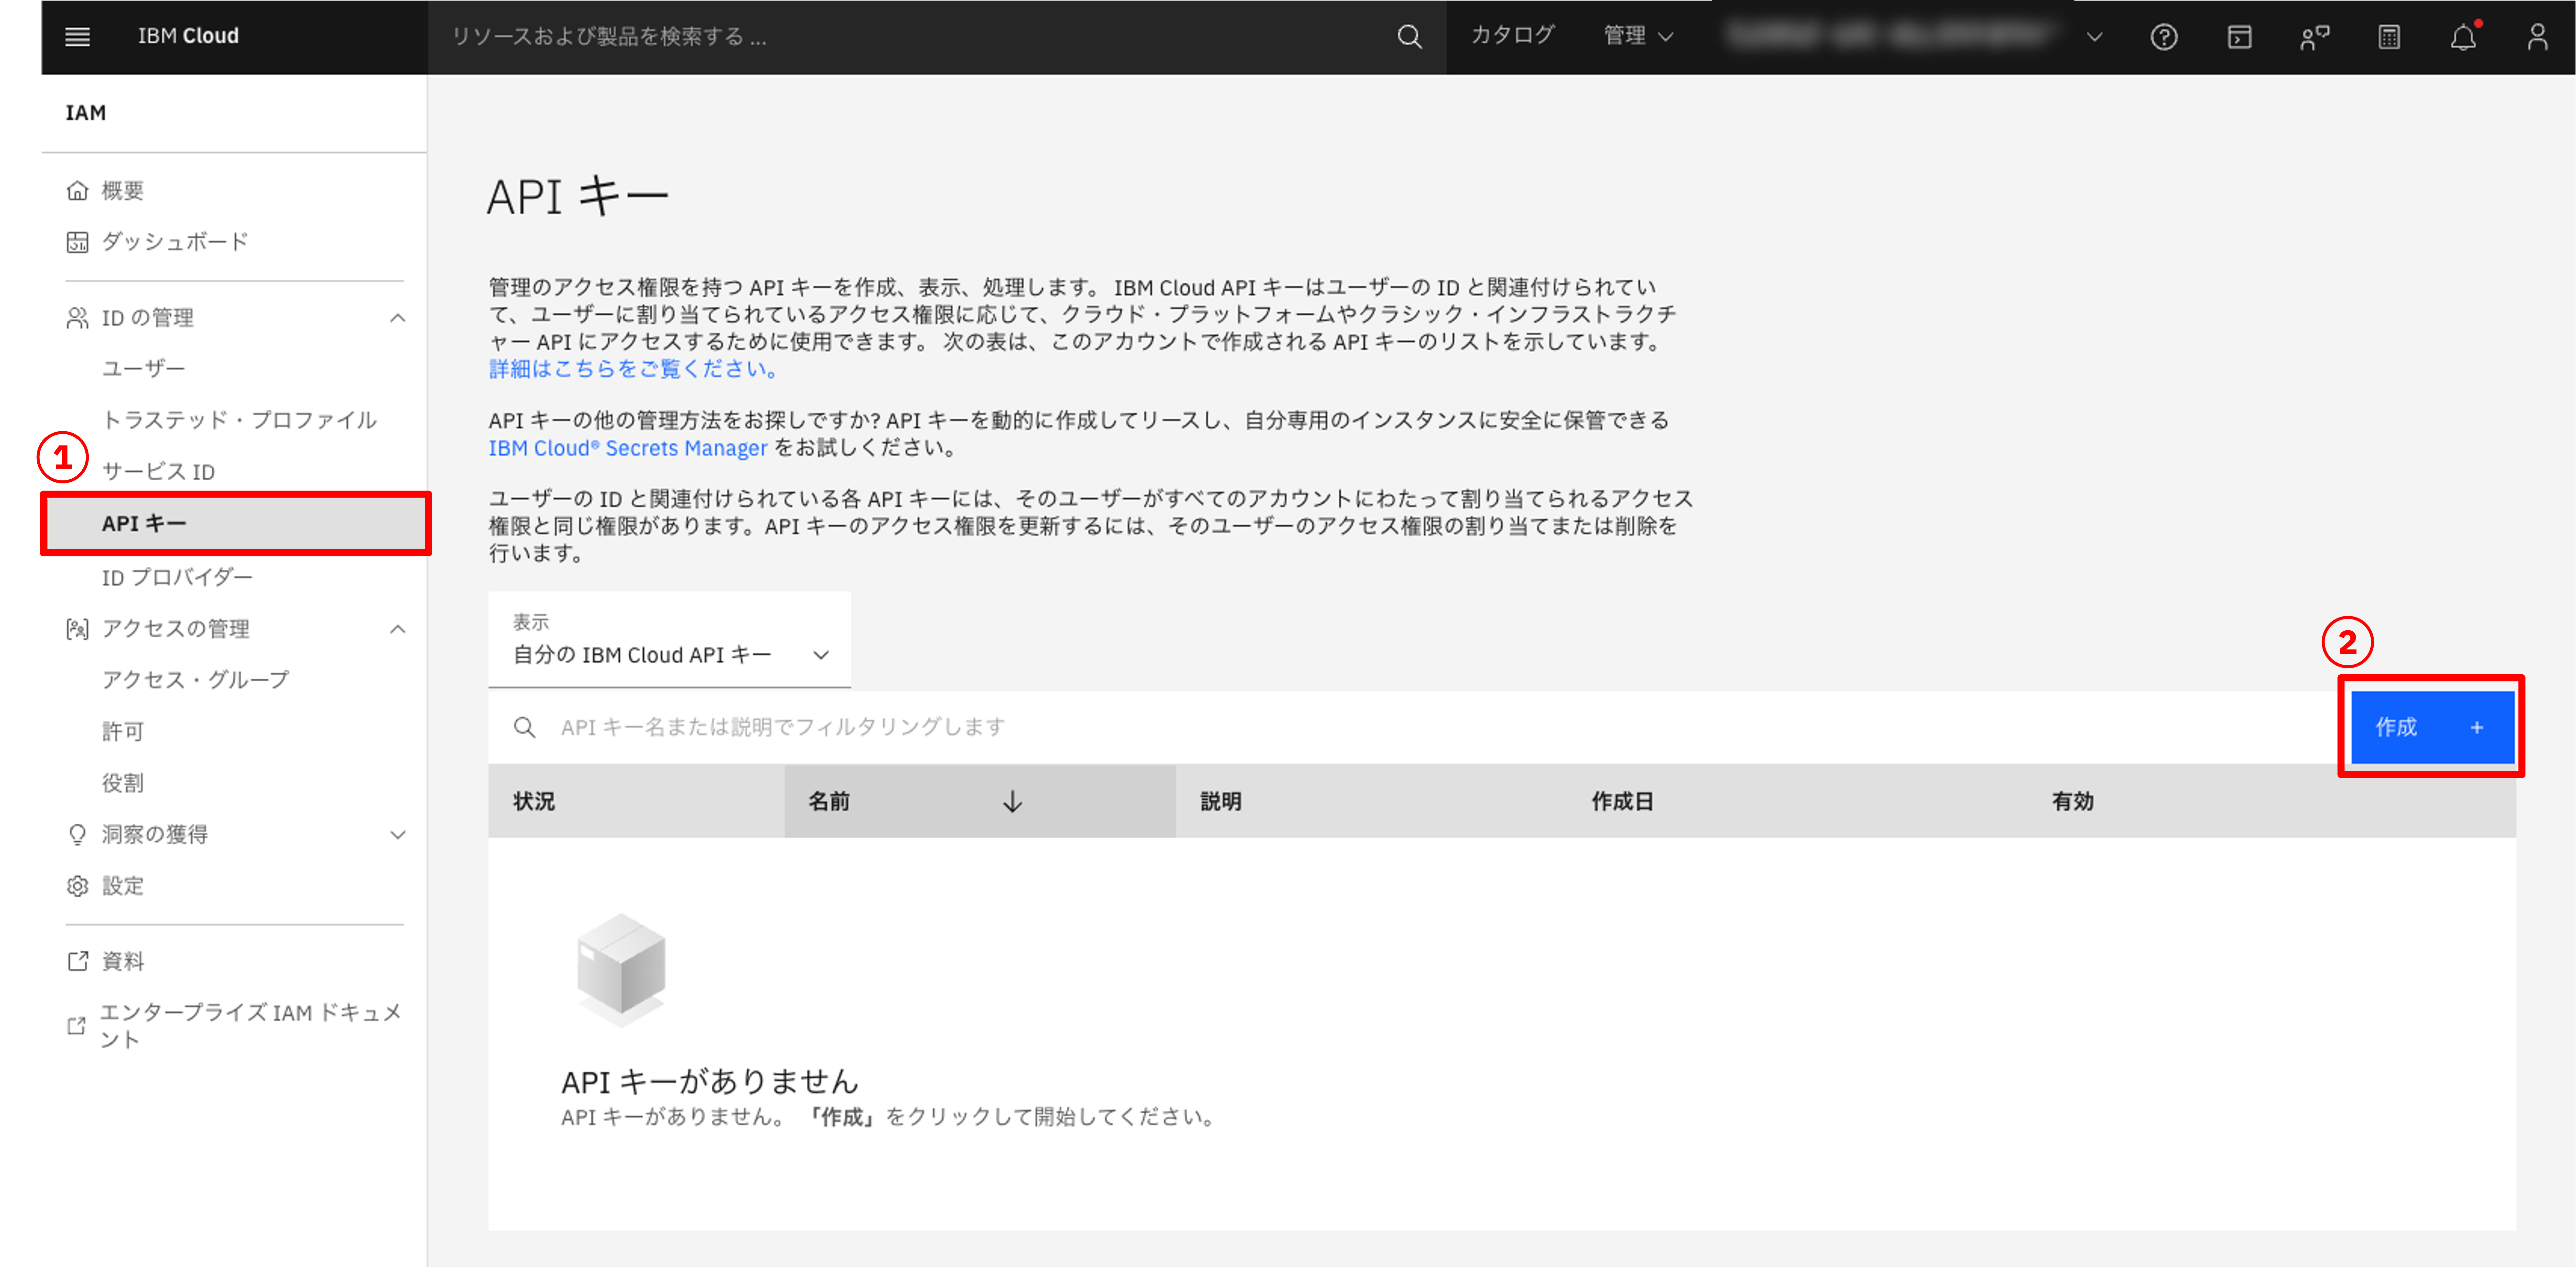 IBM Cloud
リソースおよび製品を検索する ...
カタログ
管理
IAM
概要
ダッシュボード
ID の管理
ユーザー
トラステッド・プロファイル
① サービス ID
API キー
ID プロバイダー
アクセスの管理
アクセス・グループ
許可
役割
洞察の獲得
設定
資料
エンタープライズ IAM ドキュメ
ント
API キー
管理のアクセス権限を持つ API キーを作成、表示、処理します。 IBM Cloud API キーはユーザーの ID と関連付けられてい
て、ユーザーに割り当てられているアクセス権限に応じて、クラウド・プラットフォームやクラシック・インフラストラクチ
ャー API にアクセスするために使用できます。 次の表は、このアカウントで作成される API キーのリストを示しています。
詳細はこちらをご覧ください。
API キーの他の管理方法をお探しですか? API キーを動的に作成してリースし、自分専用のインスタンスに安全に保管できる
IBM Cloud® Secrets Manager をお試しください。
ユーザーの ID と関連付けられている各 API キーには、そのユーザーがすべてのアカウントにわたって割り当てられるアクセス
権限と同じ権限があります。API キーのアクセス権限を更新するには、そのユーザーのアクセス権限の割り当てまたは削除を
行います。
表示
自分の IBM Cloud API キー
②
API キー名または説明でフィルタリングします
作成 +
状況 名前 説明 作成日 有効
API キーがありません
API キーがありません。 「作成」をクリックして開始してください。